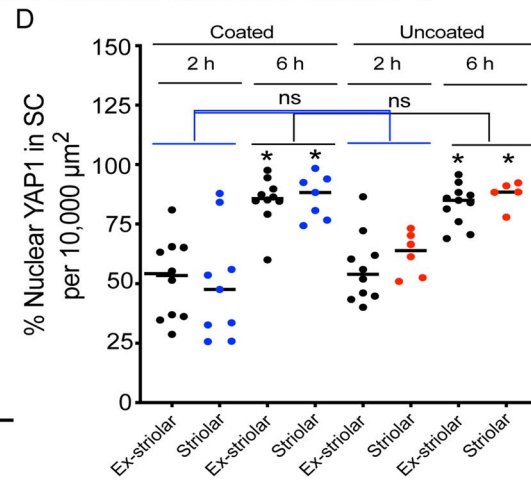 D
Coated
Uncoated
2 h
6 h
2 h
6 h
ns
ns
*
*
*
*
% Nuclear YAP1 in SC
per 10,000 µm²
150
125
100
75
50
25
0
Ex-striolar
Striolar
Ex-striolar
Striolar
Ex-striolar
Striolar
Ex-striolar
Striolar